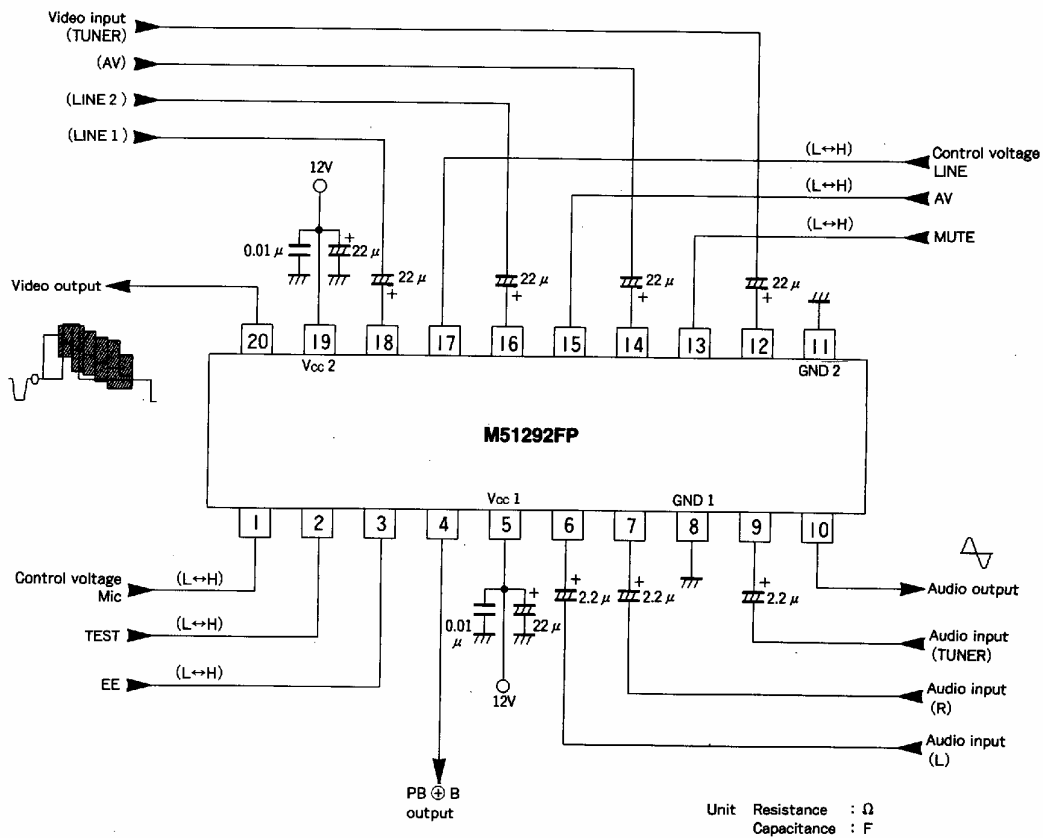 Video input
(TUNER)
(AV)
(LINE 2)
(LINE 1)
(L↔H)
Control voltage
LINE
12V
(L↔H)
AV
(L↔H)
MUTE
0.01 μ
+
22 μ
22 μ
+
22 μ
+
22 μ
+
22 μ
+
Video output
20
19
18
17
16
15
14
13
12
11
Vcc 2
GND 2
M51292FP
Vcc 1
GND 1
1
2
3
4
5
6
7
8
9
10
Control voltage
Mic
(L↔H)
+
2.2 μ
+
2.2 μ
+
2.2 μ
Audio output
TEST
(L↔H)
0.01
μ
+
22 μ
Audio input
(TUNER)
EE
(L↔H)
12V
Audio input
(R)
Audio input
(L)
PB ⊕ B
output
Unit Resistance : Ω
Capacitance : F